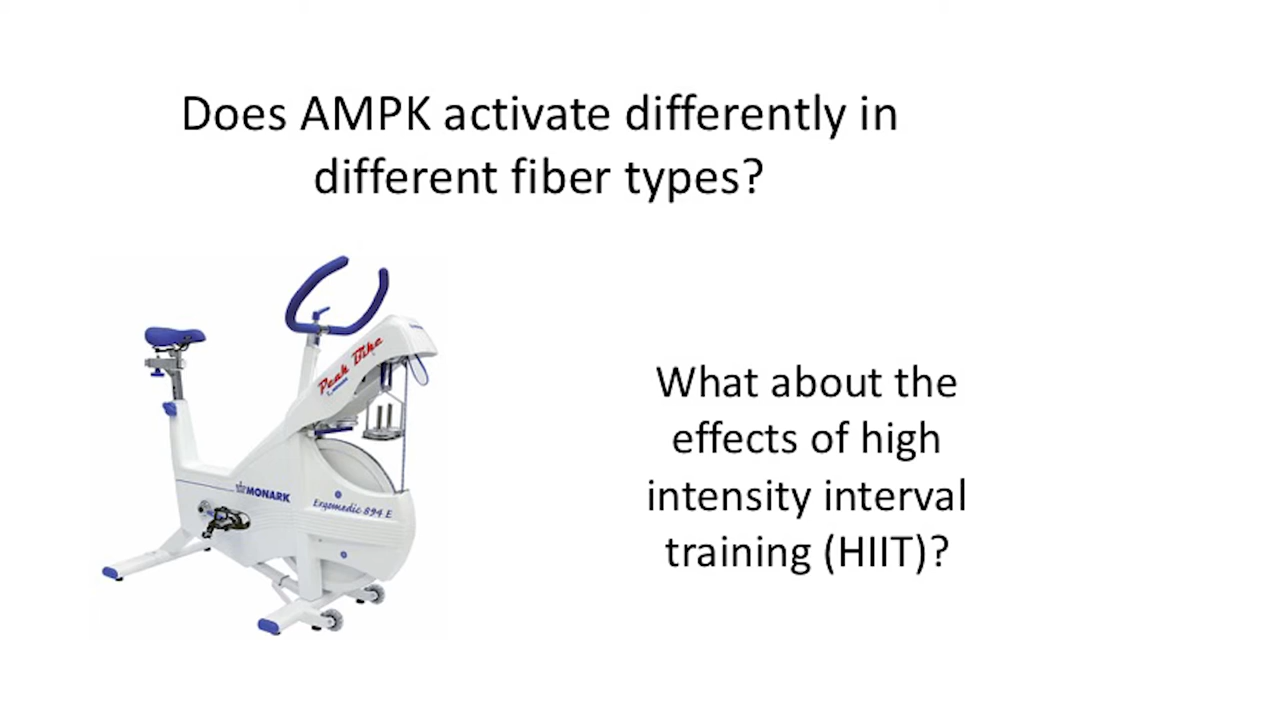 Does AMPK activate differently in
different fiber types?
Peak Bike
MONARK
Ergomedic 894 E
What about the
effects of high
intensity interval
training (HIIT)?